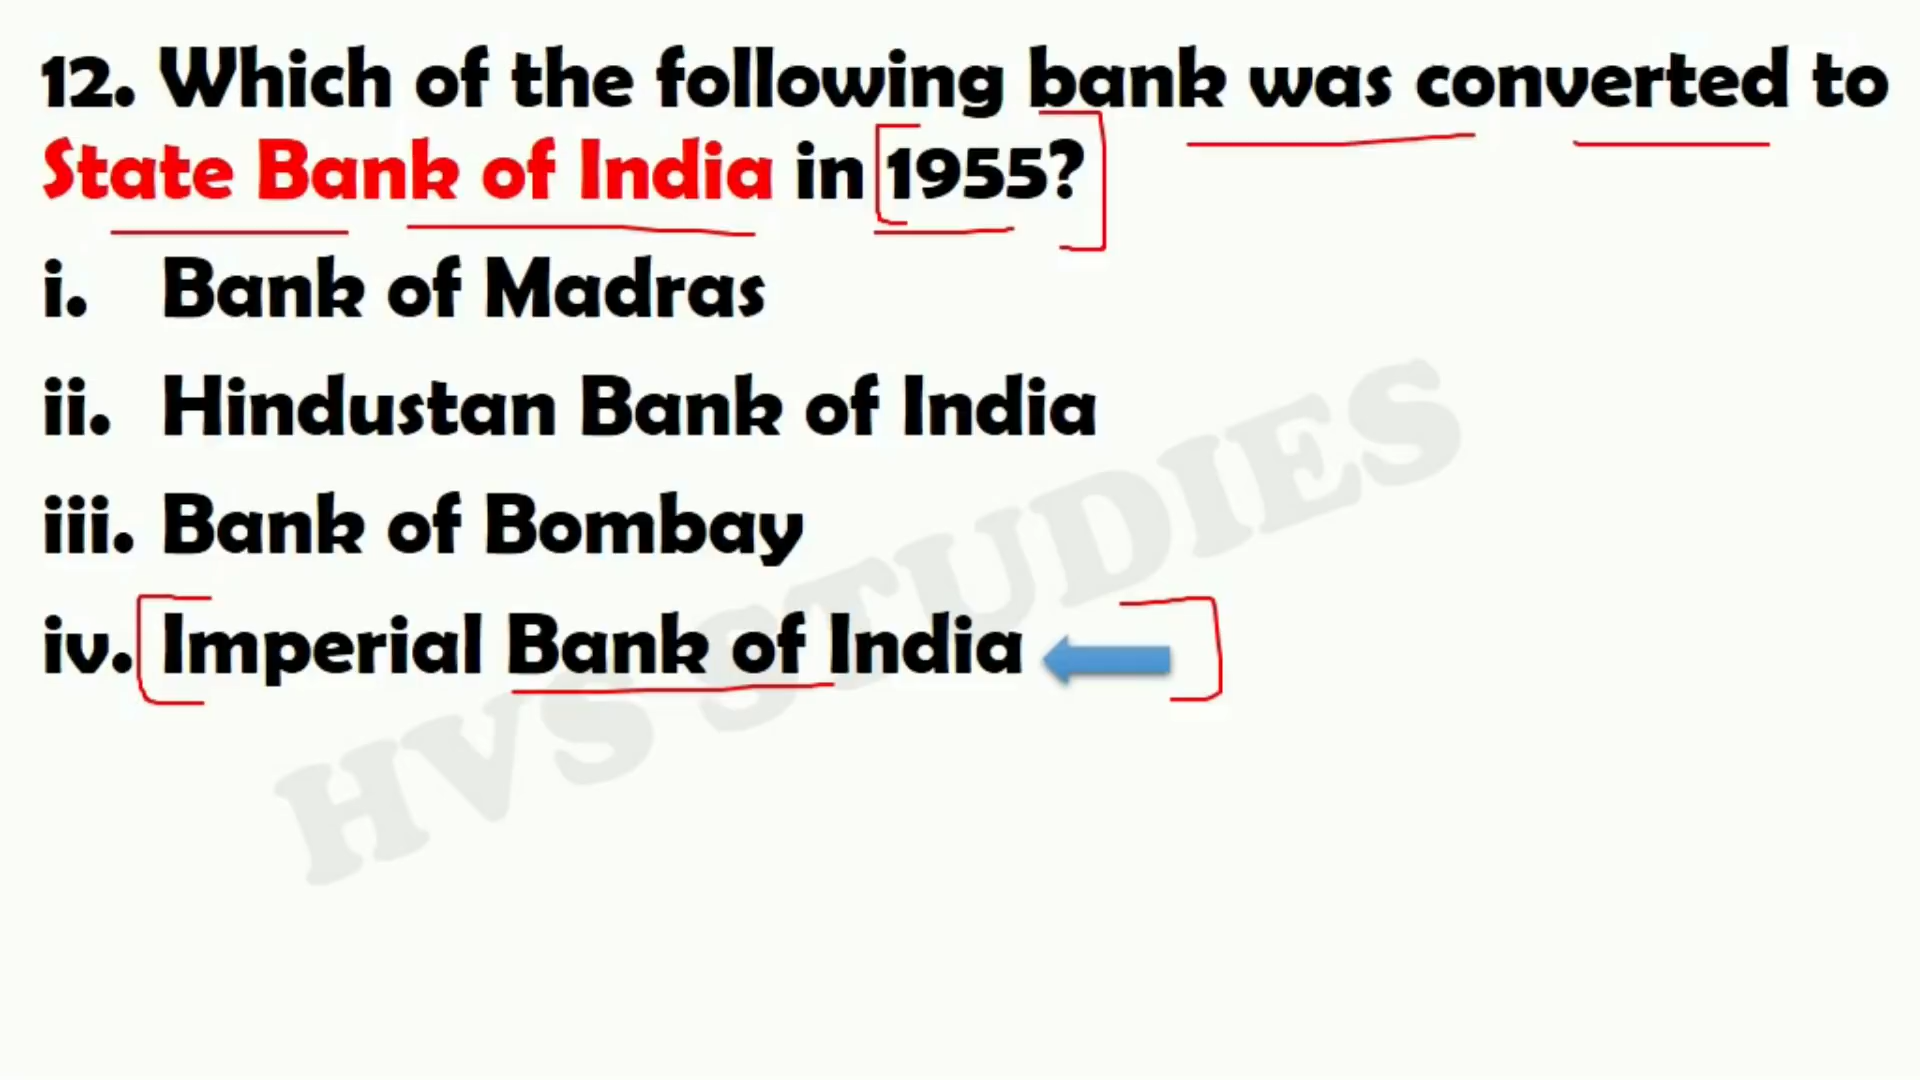 12. Which of the following bank was converted to
State Bank of India in 1955?
i. Bank of Madras
ii. Hindustan Bank of India
iii. Bank of Bombay
iv. Imperial Bank of India
HVS STUDIES